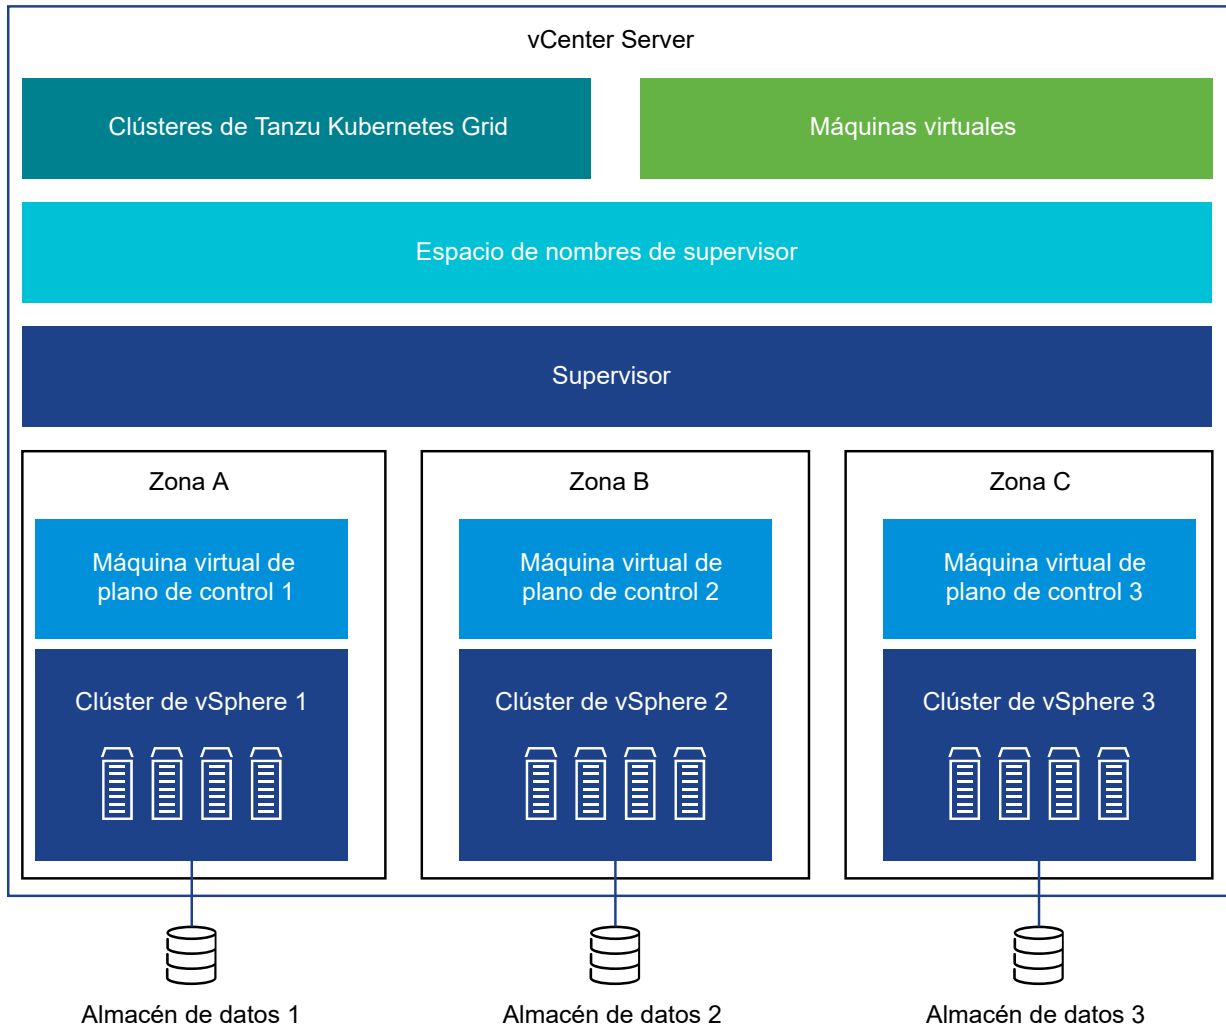 vCenter Server
Clústeres de Tanzu Kubernetes Grid
Máquinas virtuales
Espacio de nombres de supervisor
Supervisor
Zona A
Máquina virtual de
plano de control 1
Clúster de vSphere 1
Zona B
Máquina virtual de
plano de control 2
Clúster de vSphere 2
Zona C
Máquina virtual de
plano de control 3
Clúster de vSphere 3
Almacén de datos 1
Almacén de datos 2
Almacén de datos 3